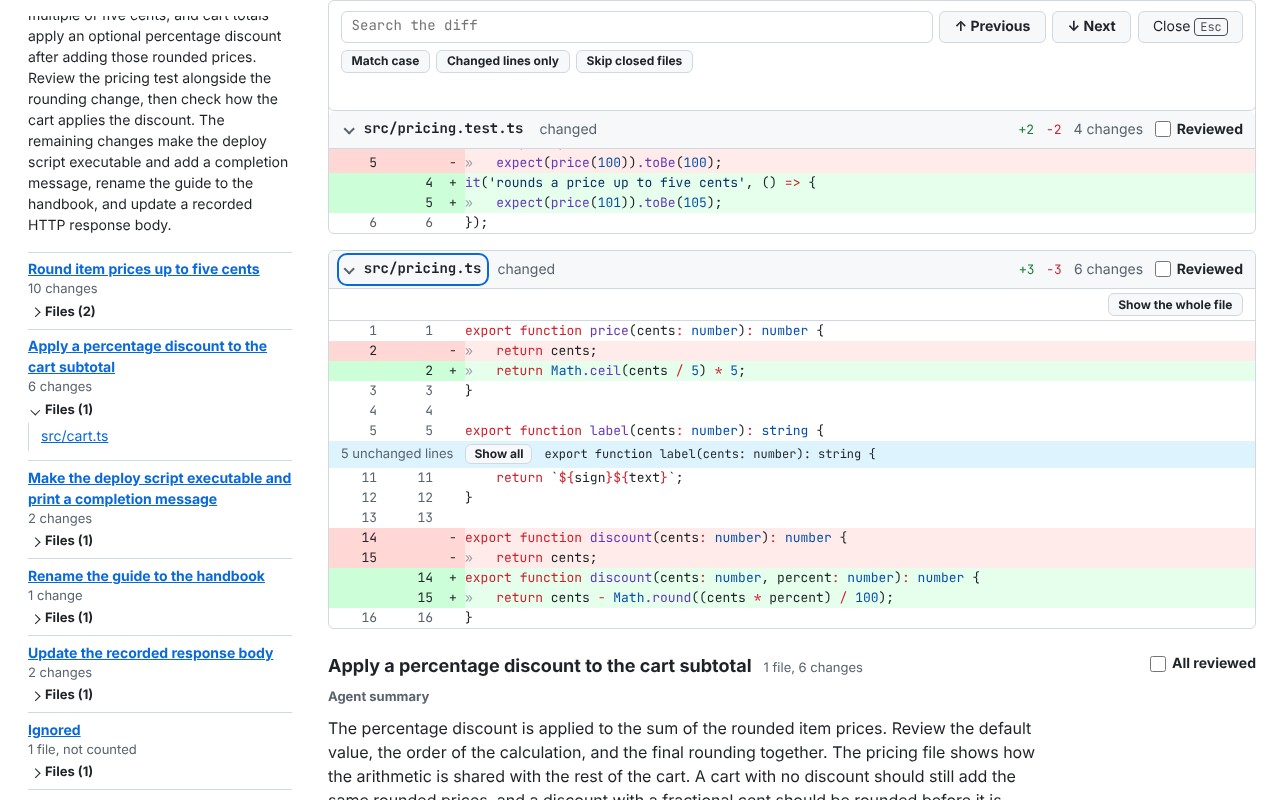 multiple of five cents, and cart totals
apply an optional percentage discount
after adding those rounded prices.
Review the pricing test alongside the
rounding change, then check how the
cart applies the discount. The
remaining changes make the deploy
script executable and add a completion
message, rename the guide to the
handbook, and update a recorded
HTTP response body.
Round item prices up to five cents
10 changes
Files (2)
Apply a percentage discount to the
cart subtotal
6 changes
Files (1)
src/cart.ts
Make the deploy script executable and
print a completion message
2 changes
Files (1)
Rename the guide to the handbook
1 change
Files (1)
Update the recorded response body
2 changes
Files (1)
Ignored
1 file, not counted
Files (1)
Search the diff
↑ Previous
↓ Next
Close Esc
Match case
Changed lines only
Skip closed files
src/pricing.test.ts changed +2 -2 4 changes Reviewed
5 - » expect(price(100)).toBe(100);
4 + it('rounds a price up to five cents', () => {
5 + » expect(price(101)).toBe(105);
6 6 });
src/pricing.ts changed +3 -3 6 changes Reviewed
Show the whole file
1 1 export function price(cents: number): number {
2 - » return cents;
2 + » return Math.ceil(cents / 5) * 5;
3 3 }
4 4
5 5 export function label(cents: number): string {
5 unchanged lines Show all export function label(cents: number): string {
11 11 return `${sign}${text}`;
12 12 }
13 13
14 - export function discount(cents: number): number {
15 - » return cents;
14 + export function discount(cents: number, percent: number): number {
15 + » return cents - Math.round((cents * percent) / 100);
16 16 }
Apply a percentage discount to the cart subtotal 1 file, 6 changes All reviewed
Agent summary
The percentage discount is applied to the sum of the rounded item prices. Review the default
value, the order of the calculation, and the final rounding together. The pricing file shows how
the arithmetic is shared with the rest of the cart. A cart with no discount should still add the
same rounded prices, and a discount with a fractional cent should be rounded before it is